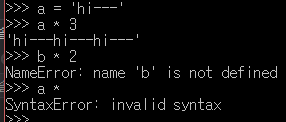 >>> a = 'hi---'
>>> a * 3
'hi---hi---hi---'
>>> b * 2
NameError: name 'b' is not defined
>>> a *
SyntaxError: invalid syntax
>>>